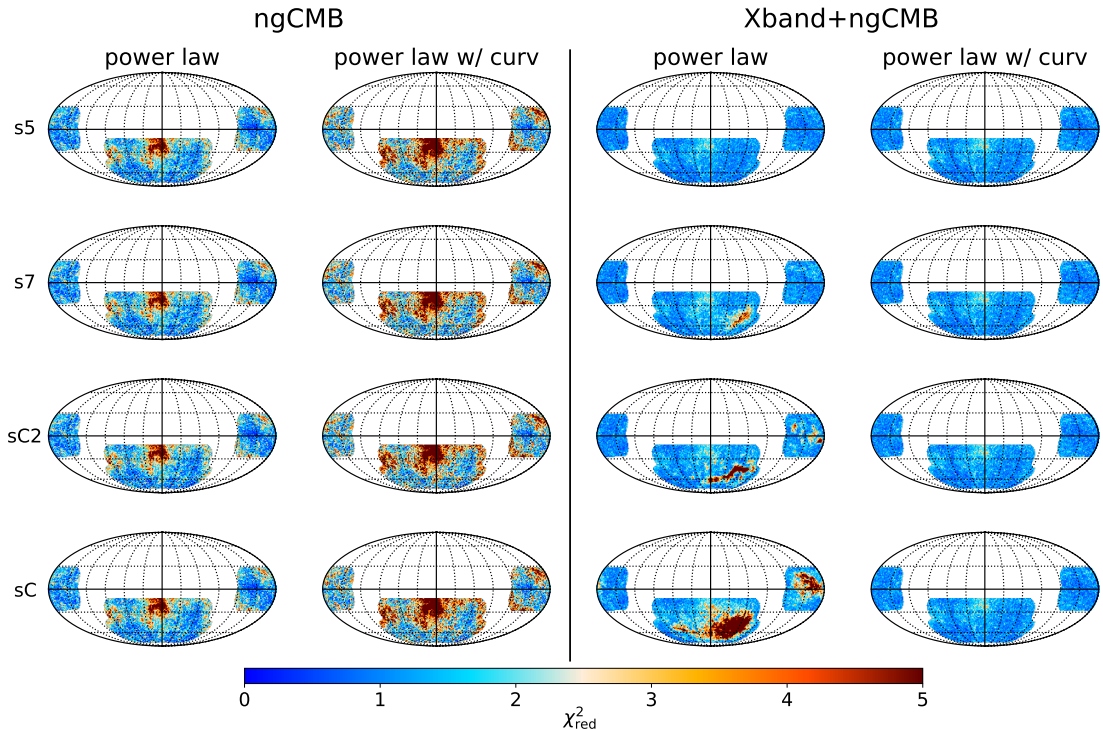 ngCMB Xband+ngCMB
power law power law w/ curv power law power law w/ curv
s5
s7
sC2
sC
0 1 2 3 4 5
χ²red